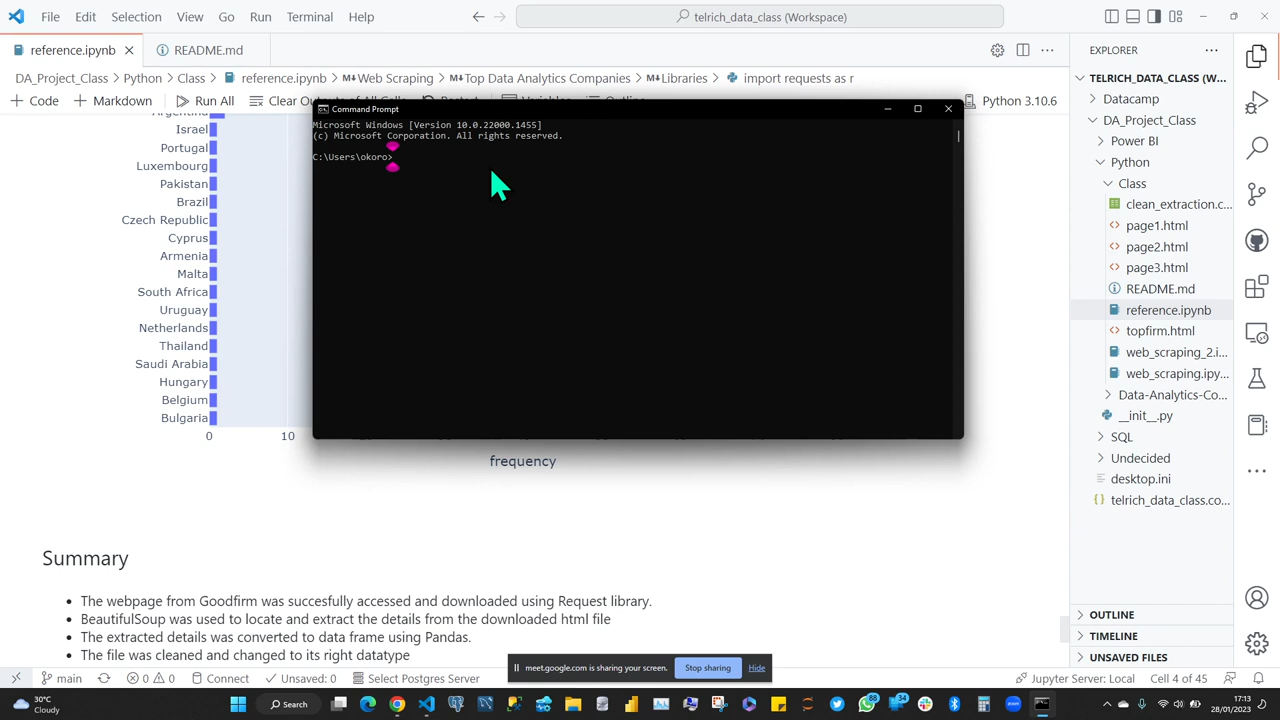 File Edit Selection View Go Run Terminal Help
telrich_data_class (Workspace)
reference.ipynb
README.md
DA_Project_Class > Python > Class > reference.ipynb > Web Scraping > Top Data Analytics Companies > Libraries > import requests as r
Code Markdown Run All
Python 3.10.6
Israel
Portugal
Luxembourg
Pakistan
Brazil
Czech Republic
Cyprus
Armenia
Malta
South Africa
Uruguay
Netherlands
Thailand
Saudi Arabia
Hungary
Belgium
Bulgaria
0 10
frequency
Command Prompt
Microsoft Windows [Version 10.0.22000.1455]
(c) Microsoft Corporation. All rights reserved.
C:\Users\okoro>
Summary
The webpage from Goodfirm was succesfully accessed and downloaded using Request library.
BeautifulSoup was used to locate and extract the details from the downloaded html file
The extracted details was converted to data frame using Pandas.
The file was cleaned and changed to its right datatype
EXPLORER
TELRICH_DATA_CLASS (W...
Datacamp
DA_Project_Class
Power BI
Python
Class
clean_extraction.c...
page1.html
page2.html
page3.html
README.md
reference.ipynb
topfirm.html
web_scraping_2.i...
web_scraping.ipy...
Data-Analytics-Co...
__init__.py
SQL
Undecided
desktop.ini
telrich_data_class.co...
OUTLINE
TIMELINE
UNSAVED FILES
meet.google.com is sharing your screen.
Stop sharing
Hide
main
0 0
Connect
Unsaved: 0
Select Postgres Server
Jupyter Server: Local
Cell 4 of 45
30°C
Cloudy
Search
88
34
17:13
28/01/2023